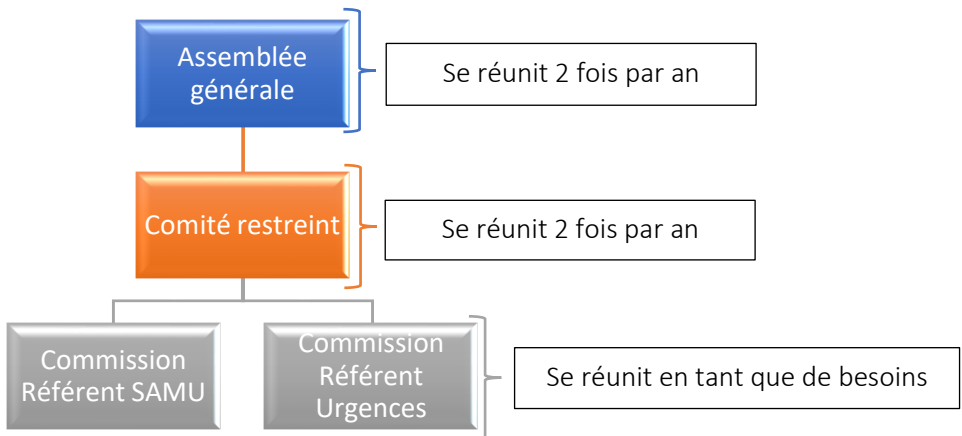 Assemblée
générale
Se réunit 2 fois par an
Comité restreint
Se réunit 2 fois par an
Commission
Référent SAMU
Commission
Référent
Urgences
Se réunit en tant que de besoins